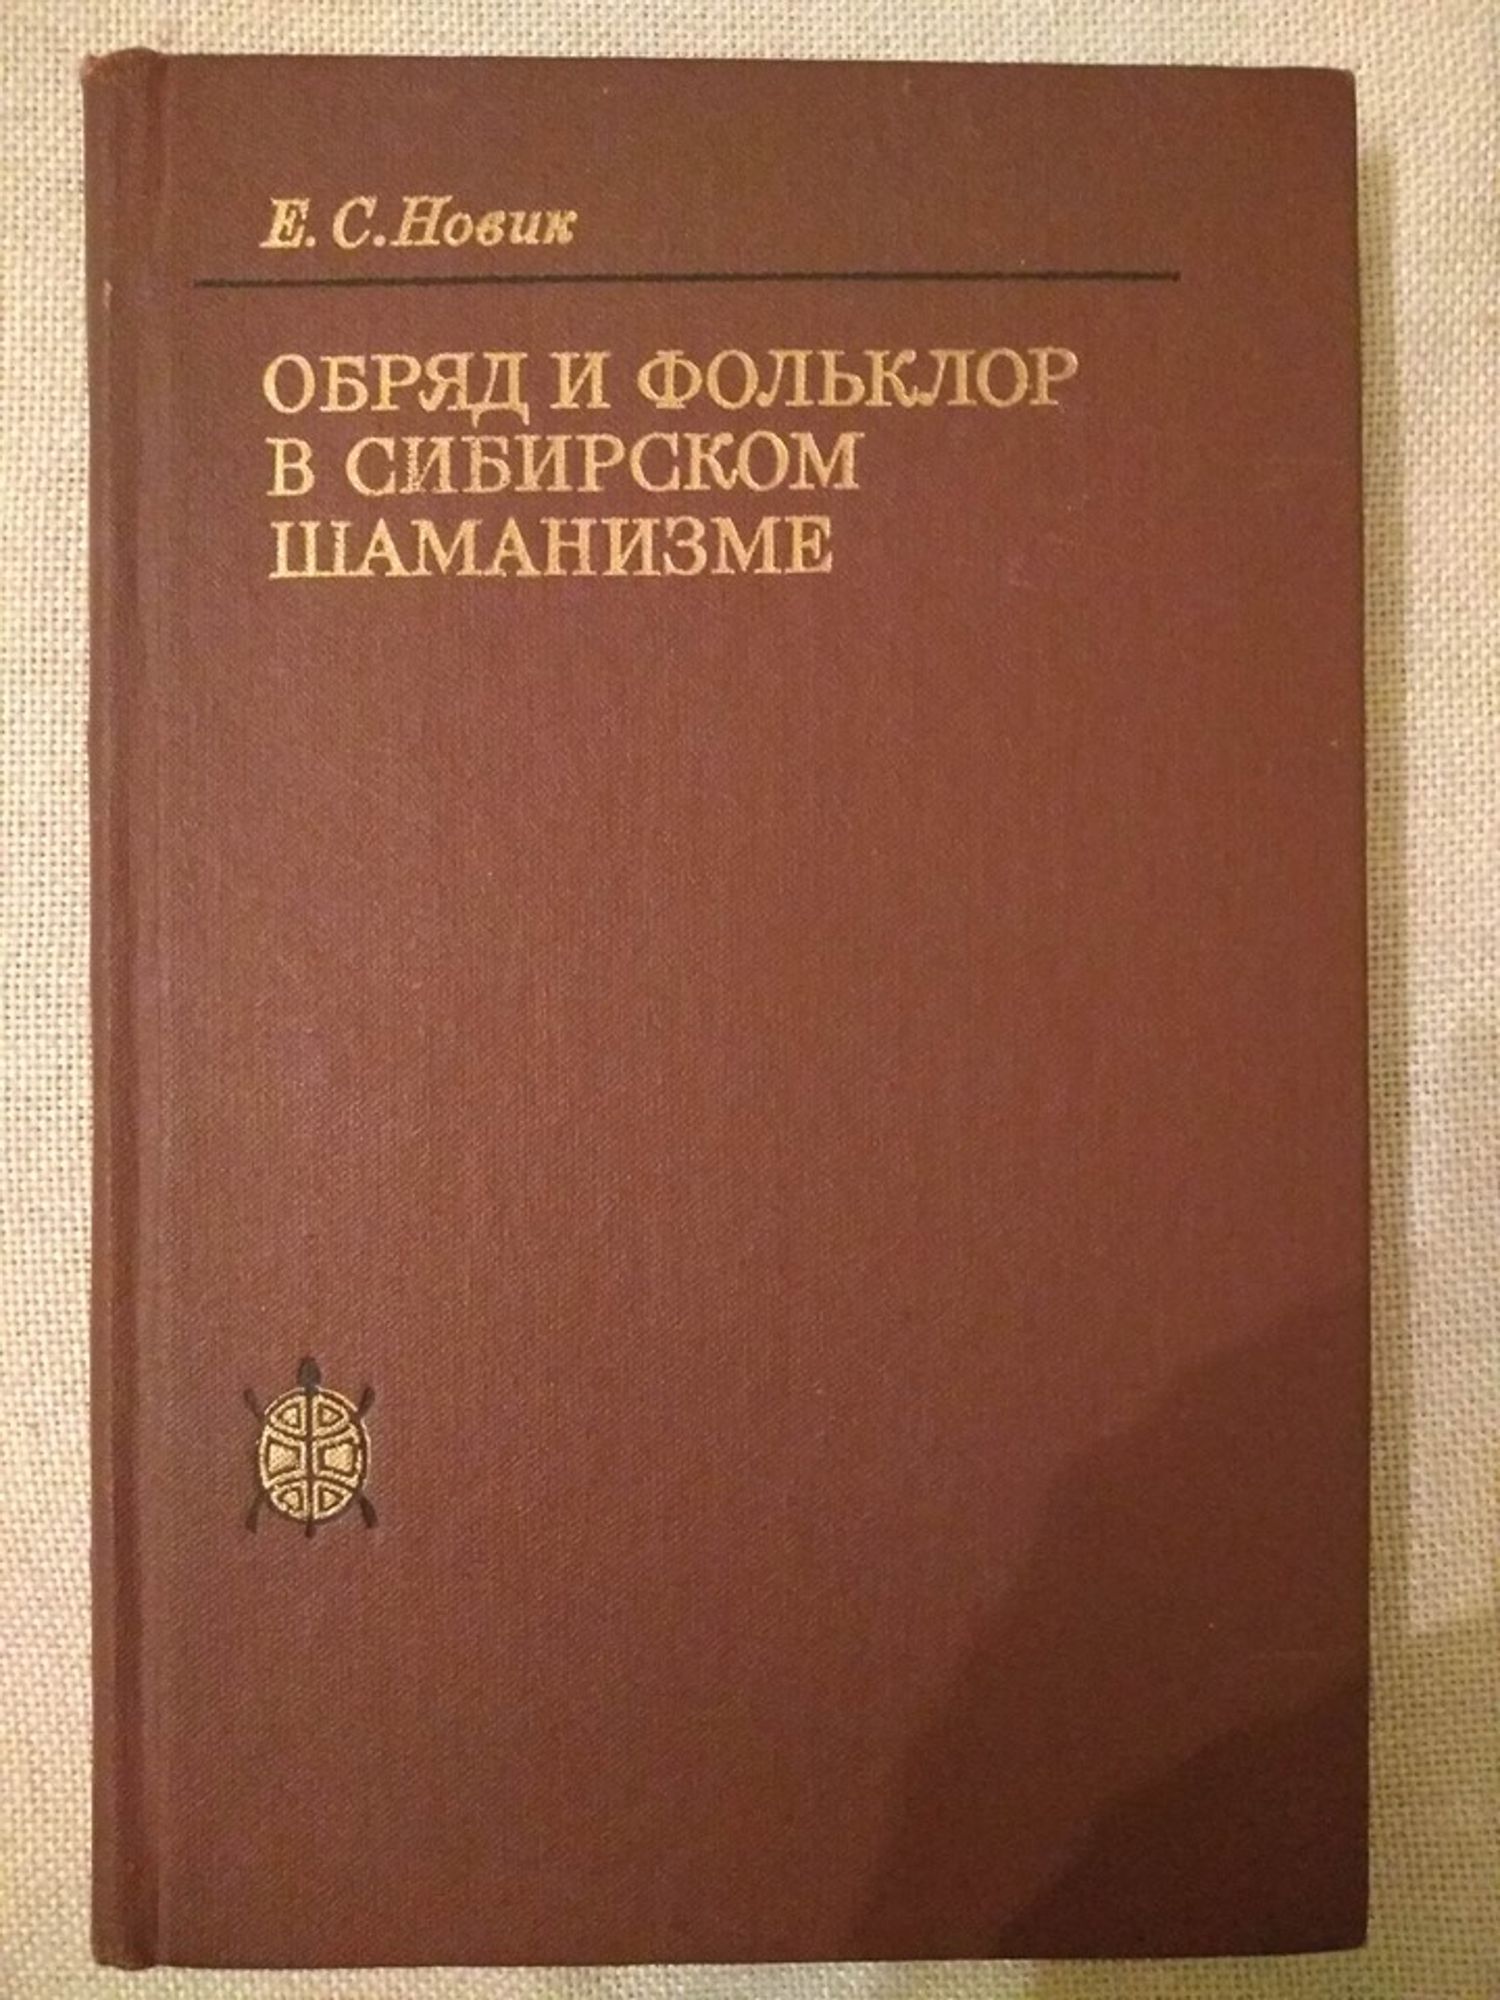 Е. С. Новик
ОБРЯД И ФОЛЬКЛОР
В СИБИРСКОМ
ШАМАНИЗМЕ